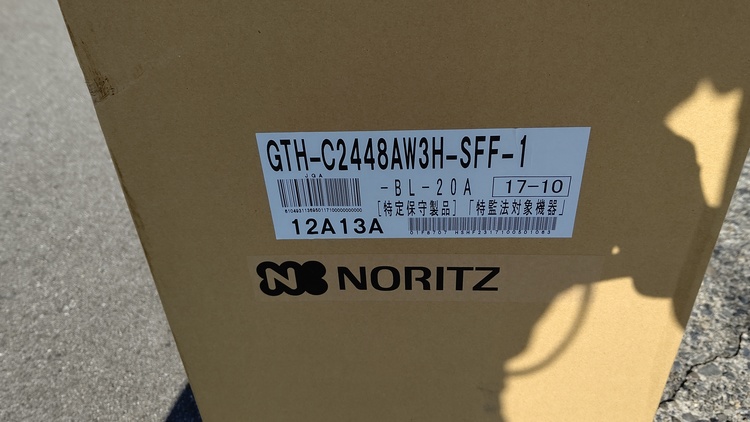 GTH-C2448AW3H-SFF-1
JQA
-BL-20A 17-10
[特定保守製品]「特監法対象機器」
12A13A
NORITZ